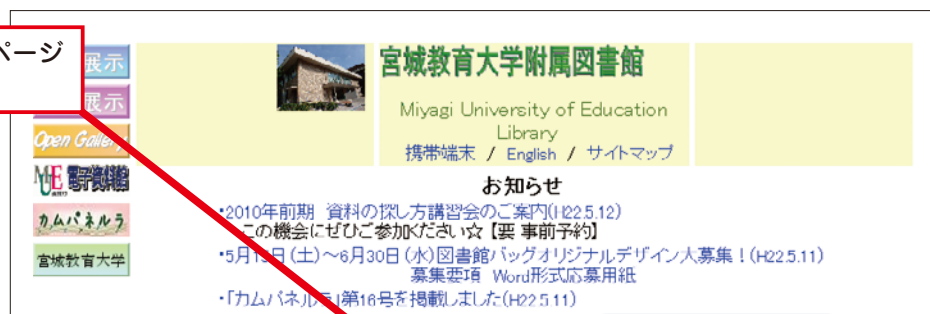 ページ
展示
展示
Open Gallery
MUE 電子資料館
カムパネルラ
宮城教育大学
宮城教育大学附属図書館
Miyagi University of Education
Library
携帯端末 / English / サイトマップ
お知らせ
・2010年前期 資料の探し方講習会のご案内(H22.5.12)
この機会にぜひご参加ください☆【要 事前予約】
・5月15日(土)～6月30日(水)図書館バッグオリジナルデザイン大募集！(H22.5.11)
募集要項 Word形式応募用紙
・「カムパネルラ」第16号を掲載しました(H22.5.11)